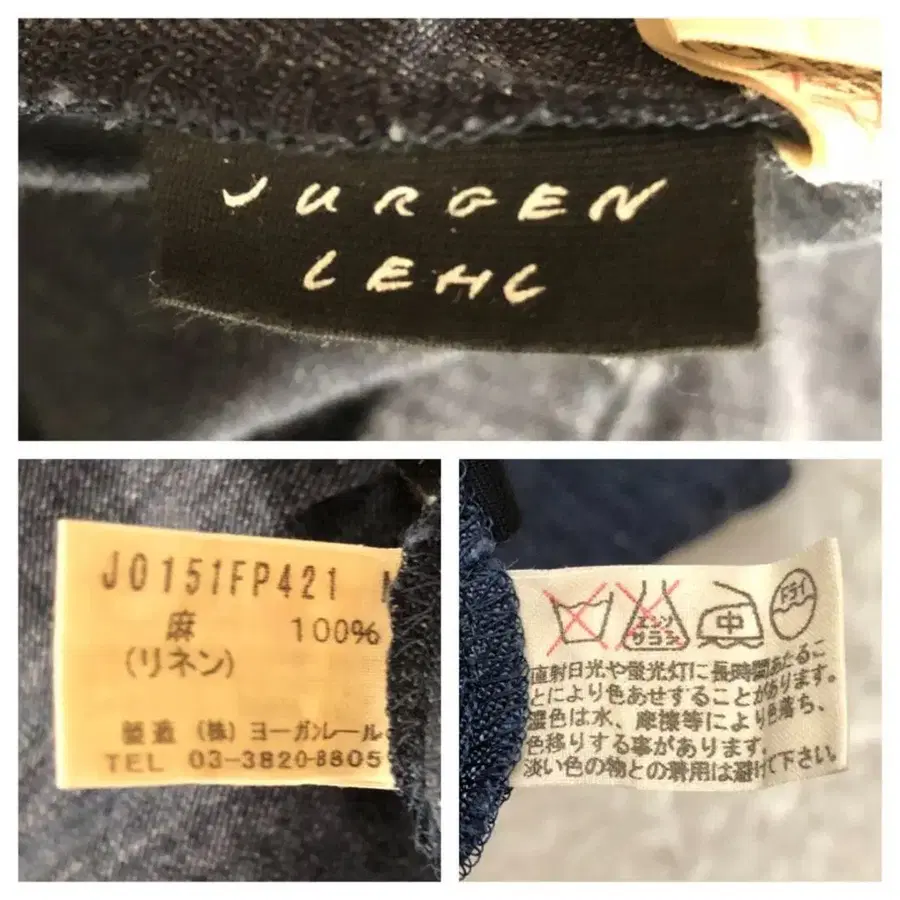 JURGEN
LEHL
J0151FP421
麻 100%
(リネン)
製造 (株) ヨーガンレール
TEL 03-3820-8805
エンソ
サラシ
中
ドライ
直射日光や蛍光灯に長時間あたるこ
とにより色あせすることがあります。
濃色は水、摩擦等により色落ち、
色移りする事があります。
淡い色の物との着用は避けて下さい。